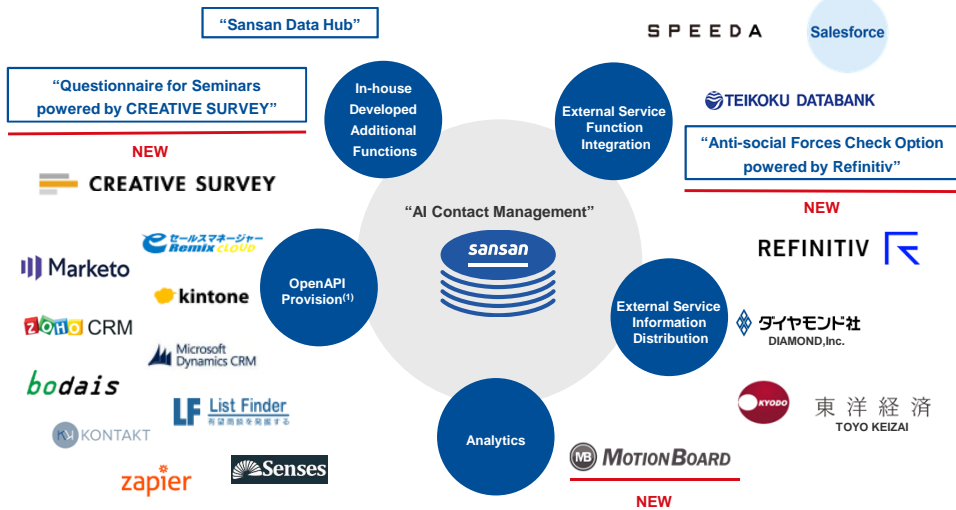 “Sansan Data Hub”
SPEEDA
Salesforce
“Questionnaire for Seminars
powered by CREATIVE SURVEY”
NEW
CREATIVE SURVEY
In-house
Developed
Additional
Functions
External Service
Function
Integration
TEIKOKU DATABANK
“Anti-social Forces Check Option
powered by Refinitiv”
NEW
REFINITIV
“AI Contact Management”
sansan
セールスマネージャー
e Remix CLOUD
Marketo
kintone
ZOHO CRM
Microsoft
Dynamics CRM
bodais
LF List Finder
有望商談を発掘する
KONTAKT
zapier
Senses
OpenAPI
Provision(1)
External Service
Information
Distribution
ダイヤモンド社
DIAMOND,Inc.
KYODO
東洋経済
TOYO KEIZAI
Analytics
MB MOTIONBOARD
NEW